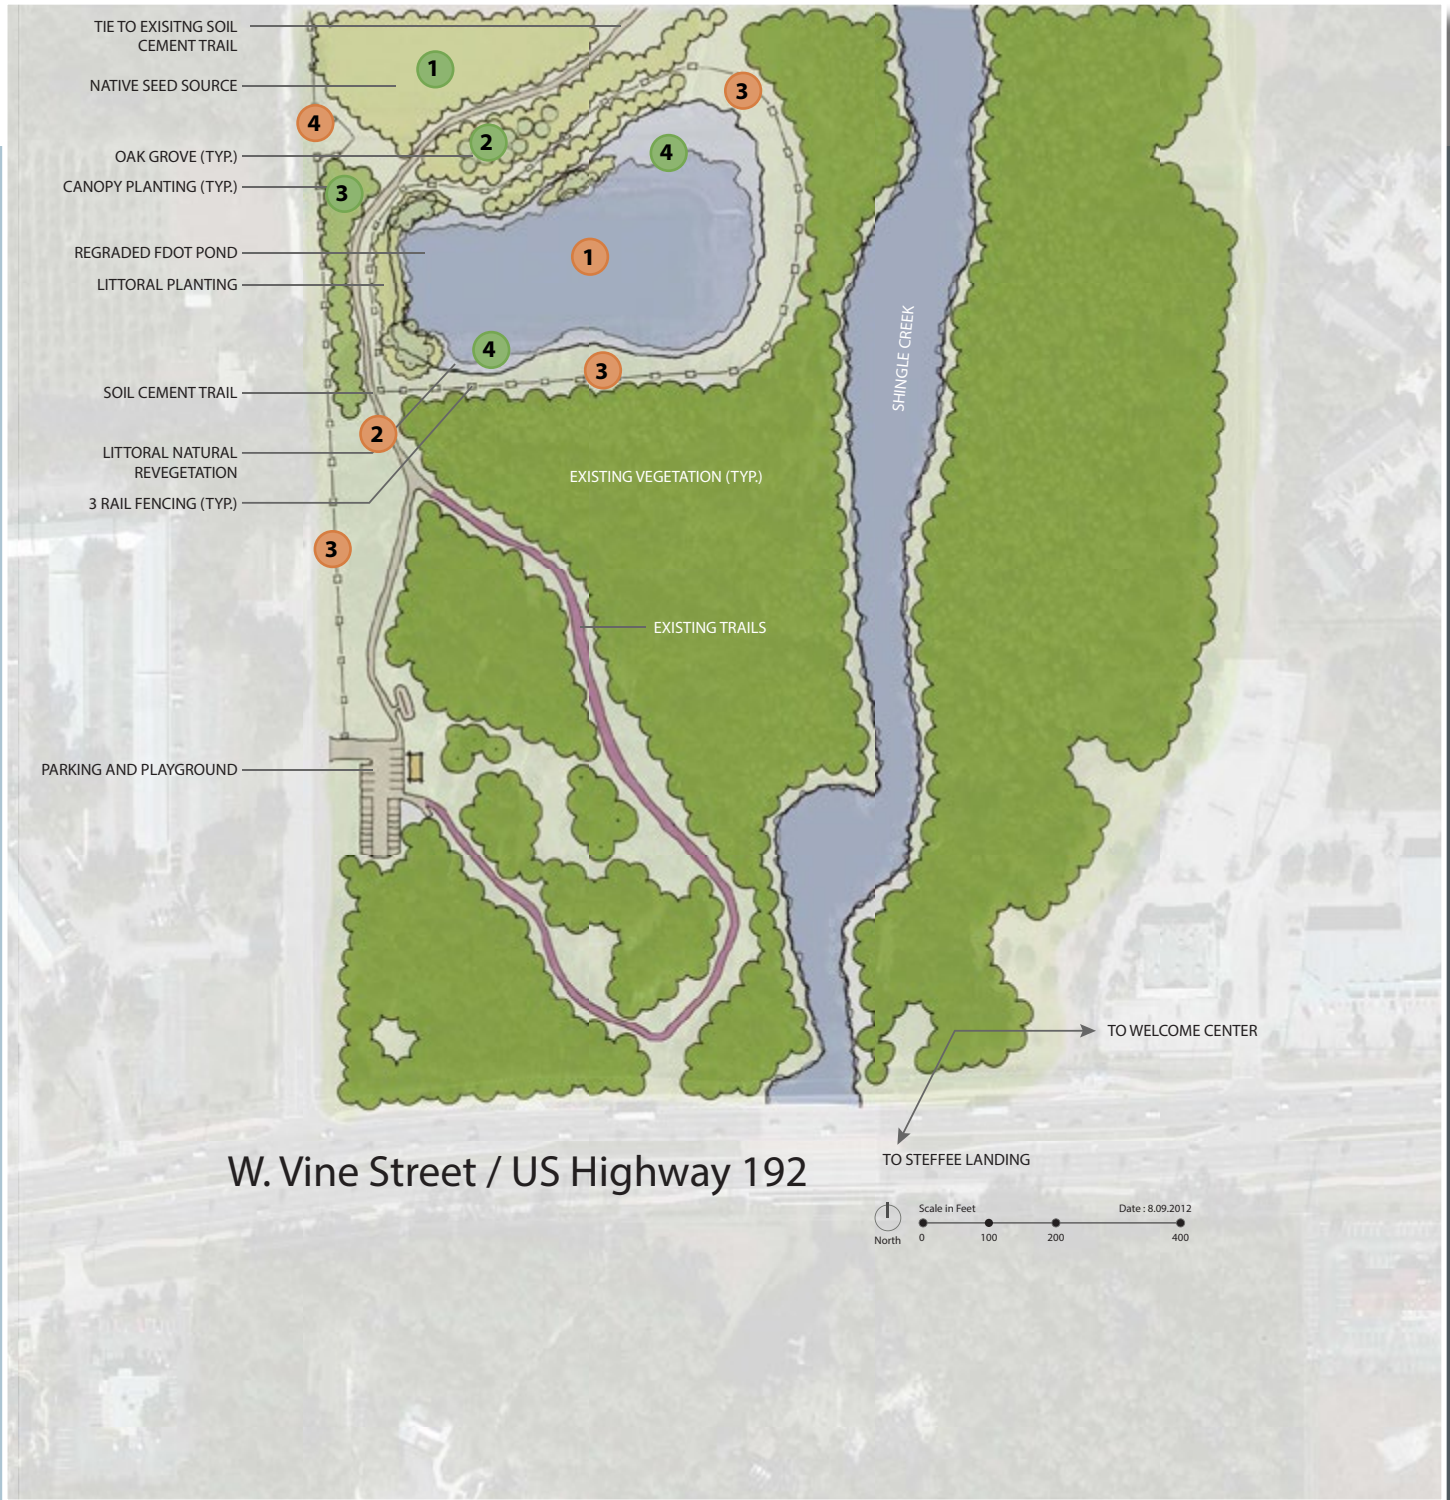 TIE TO EXISITNG SOIL
CEMENT TRAIL
NATIVE SEED SOURCE
OAK GROVE (TYP.)
CANOPY PLANTING (TYP.)
REGRADED FDOT POND
LITTORAL PLANTING
SOIL CEMENT TRAIL
LITTORAL NATURAL
REVEGETATION
3 RAIL FENCING (TYP.)
PARKING AND PLAYGROUND
1
3
4
2
4
3
1
4
3
2
3
SHINGLE CREEK
EXISTING VEGETATION (TYP.)
EXISTING TRAILS
TO WELCOME CENTER
TO STEFFEE LANDING
W. Vine Street / US Highway 192
North
Scale in Feet
Date : 8.09.2012
0 100 200 400